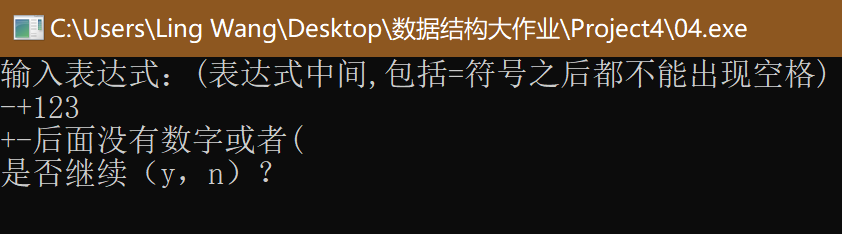 C:\Users\Ling Wang\Desktop\数据结构大作业\Project4\04.exe
输入表达式：(表达式中间,包括=符号之后都不能出现空格)
-+123
+-后面没有数字或者(
是否继续（y，n）？